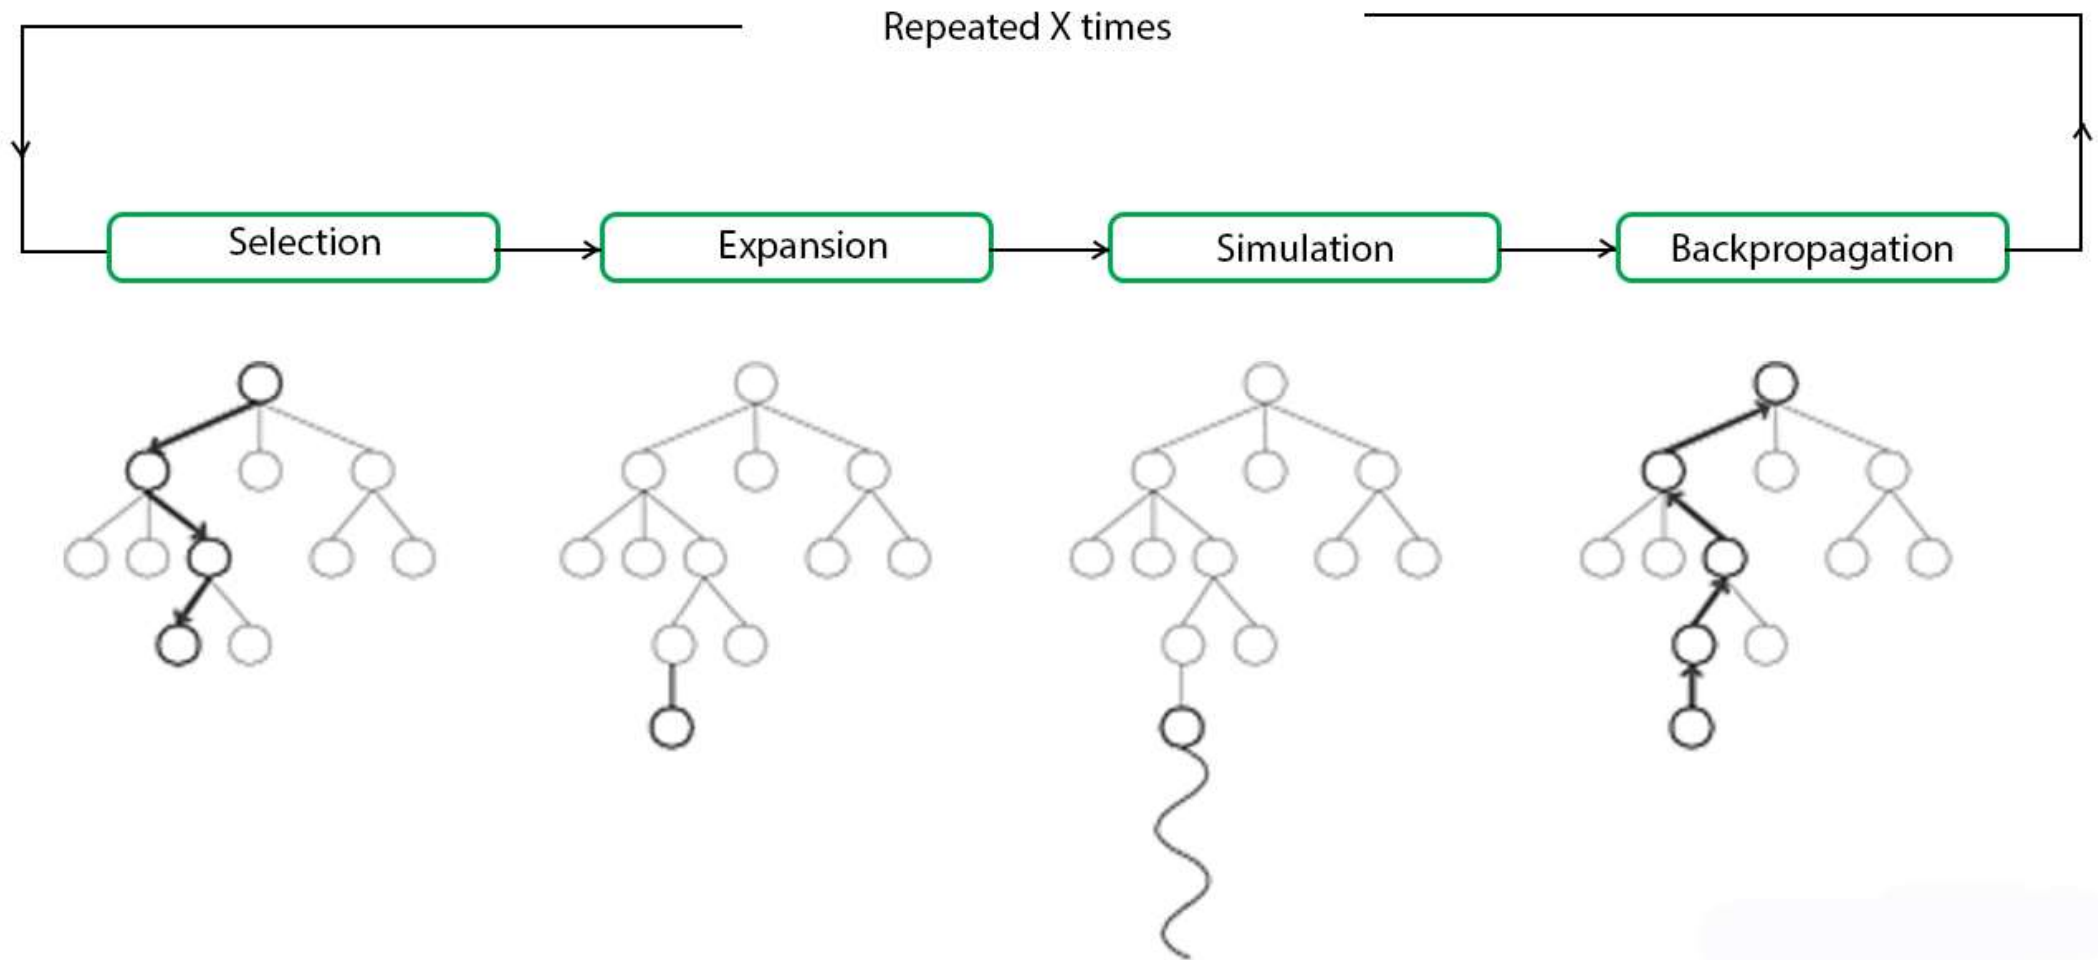 Repeated X times
Selection
Expansion
Simulation
Backpropagation